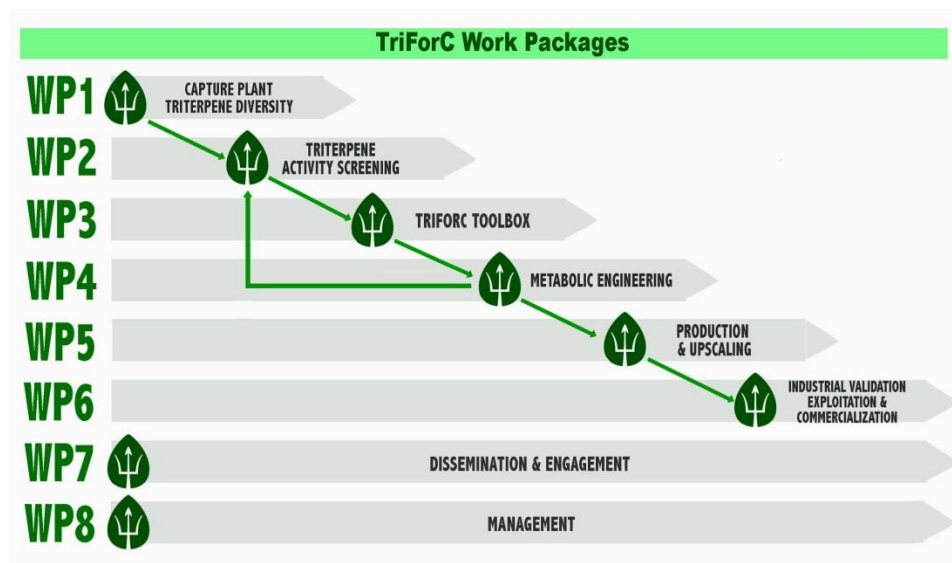 TriForC Work Packages
WP1
CAPTURE PLANT
TRITERPENE DIVERSITY
WP2
TRITERPENE
ACTIVITY SCREENING
WP3
TRIFORC TOOLBOX
WP4
METABOLIC ENGINEERING
WP5
PRODUCTION
& UPSCALING
WP6
INDUSTRIAL VALIDATION
EXPLOITATION &
COMMERCIALIZATION
WP7
DISSEMINATION & ENGAGEMENT
WP8
MANAGEMENT